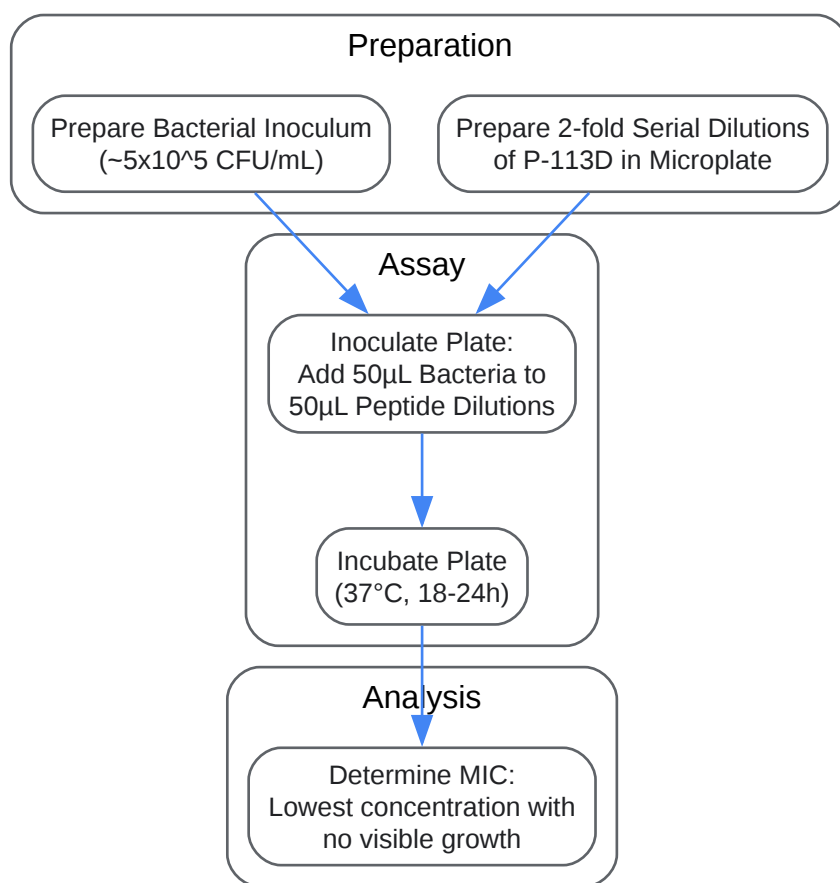 Preparation
Prepare Bacterial Inoculum
(~5x10^5 CFU/mL)
Prepare 2-fold Serial Dilutions
of P-113D in Microplate
Assay
Inoculate Plate:
Add 50µL Bacteria to
50µL Peptide Dilutions
Incubate Plate
(37°C, 18-24h)
Analysis
Determine MIC:
Lowest concentration with
no visible growth